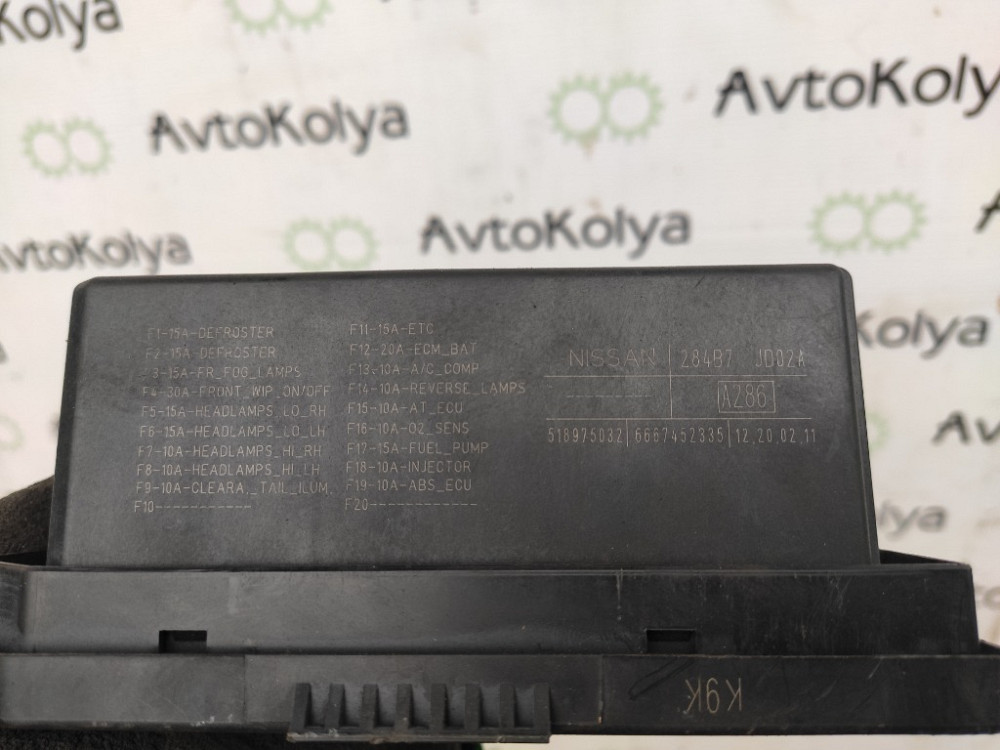 Kolya
AvtoKolya
AvtoKolya
AvtoKolya
AvtoKolya
F1-15A-DEFROSTER
F2-15A-DEFROSTER
F3-15A-FR_FOG_LAMPS
F4-30A-FRONT_WIP_ON/OFF
F5-15A-HEADLAMPS_LO_RH
F6-15A-HEADLAMPS_LO_LH
F7-10A-HEADLAMPS_HI_RH
F8-10A-HEADLAMPS_HI_LH
F9-10A-CLEARA,_TAIL_ILUM,
F10-----------
F11-15A-ETC
F12-20A-ECM_BAT
F13-10A-A/C_COMP
F14-10A-REVERSE_LAMPS
F15-10A-AT_ECU
F16-10A-O2_SENS
F17-15A-FUEL_PUMP
F18-10A-INJECTOR
F19-10A-ABS_ECU
F20------------
NISSAN 284B7 JD02A
---------- AZ86
518975032 6667452335 12,20,02,11
K9K